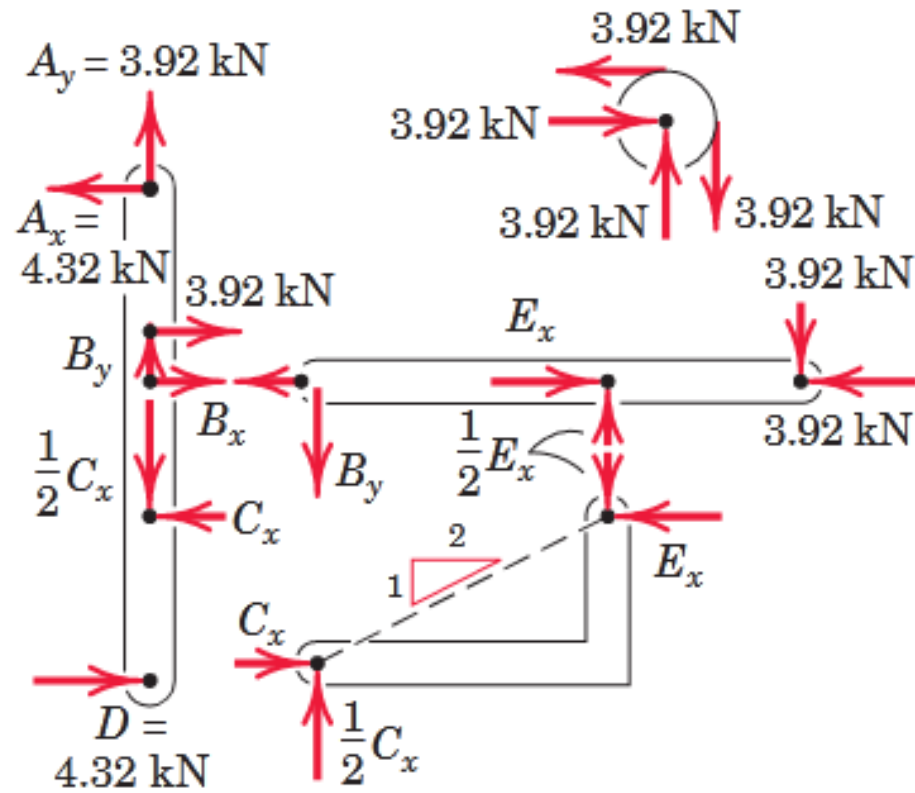 3.92 kN
A_y = 3.92 kN
3.92 kN
3.92 kN
3.92 kN
A_x =
4.32 kN
3.92 kN
3.92 kN
E_x
B_y
B_x
3.92 kN
1/2 E_x
B_y
1/2 C_x
C_x
2
1
E_x
C_x
D =
4.32 kN
1/2 C_x